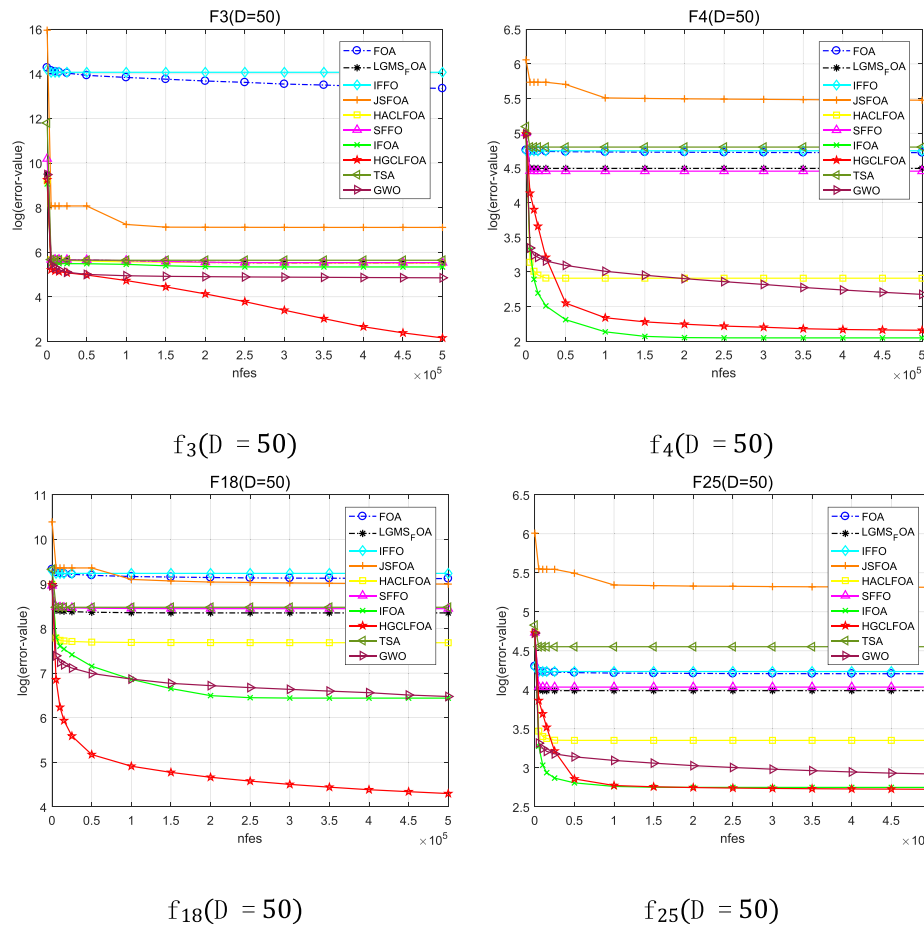 F3(D=50)
16
14
12
10
8
6
4
2
log(error-value)
0 0.5 1 1.5 2 2.5 3 3.5 4 4.5 5
nfes
×10^5
FOA
LGMS_FOA
IFFO
JSFOA
HACLFOA
SFFO
IFOA
HGCLFOA
TSA
GWO
f_3(D = 50)
F4(D=50)
6.5
6
5.5
5
4.5
4
3.5
3
2.5
2
log(error-value)
0 0.5 1 1.5 2 2.5 3 3.5 4 4.5 5
nfes
×10^5
FOA
LGMS_FOA
IFFO
JSFOA
HACLFOA
SFFO
IFOA
HGCLFOA
TSA
GWO
f_4(D = 50)
F18(D=50)
11
10
9
8
7
6
5
4
log(error-value)
0 0.5 1 1.5 2 2.5 3 3.5 4 4.5 5
nfes
×10^5
FOA
LGMS_FOA
IFFO
JSFOA
HACLFOA
SFFO
IFOA
HGCLFOA
TSA
GWO
f_18(D = 50)
F25(D=50)
6.5
6
5.5
5
4.5
4
3.5
3
2.5
log(error-value)
0 0.5 1 1.5 2 2.5 3 3.5 4 4.5
nfes
×10^5
FOA
LGMS_FOA
IFFO
JSFOA
HACLFOA
SFFO
IFOA
HGCLFOA
TSA
GWO
f_25(D = 50)